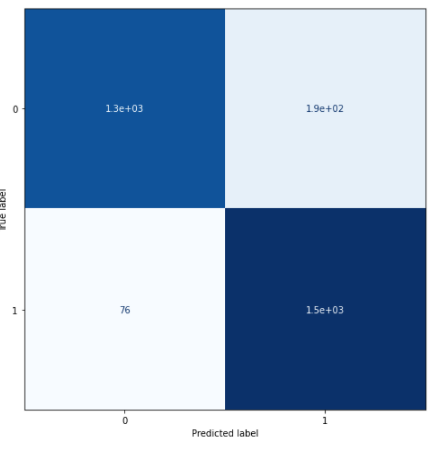 0
1.3e+03 1.9e+02
True label
1
76 1.5e+03
0 1
Predicted label